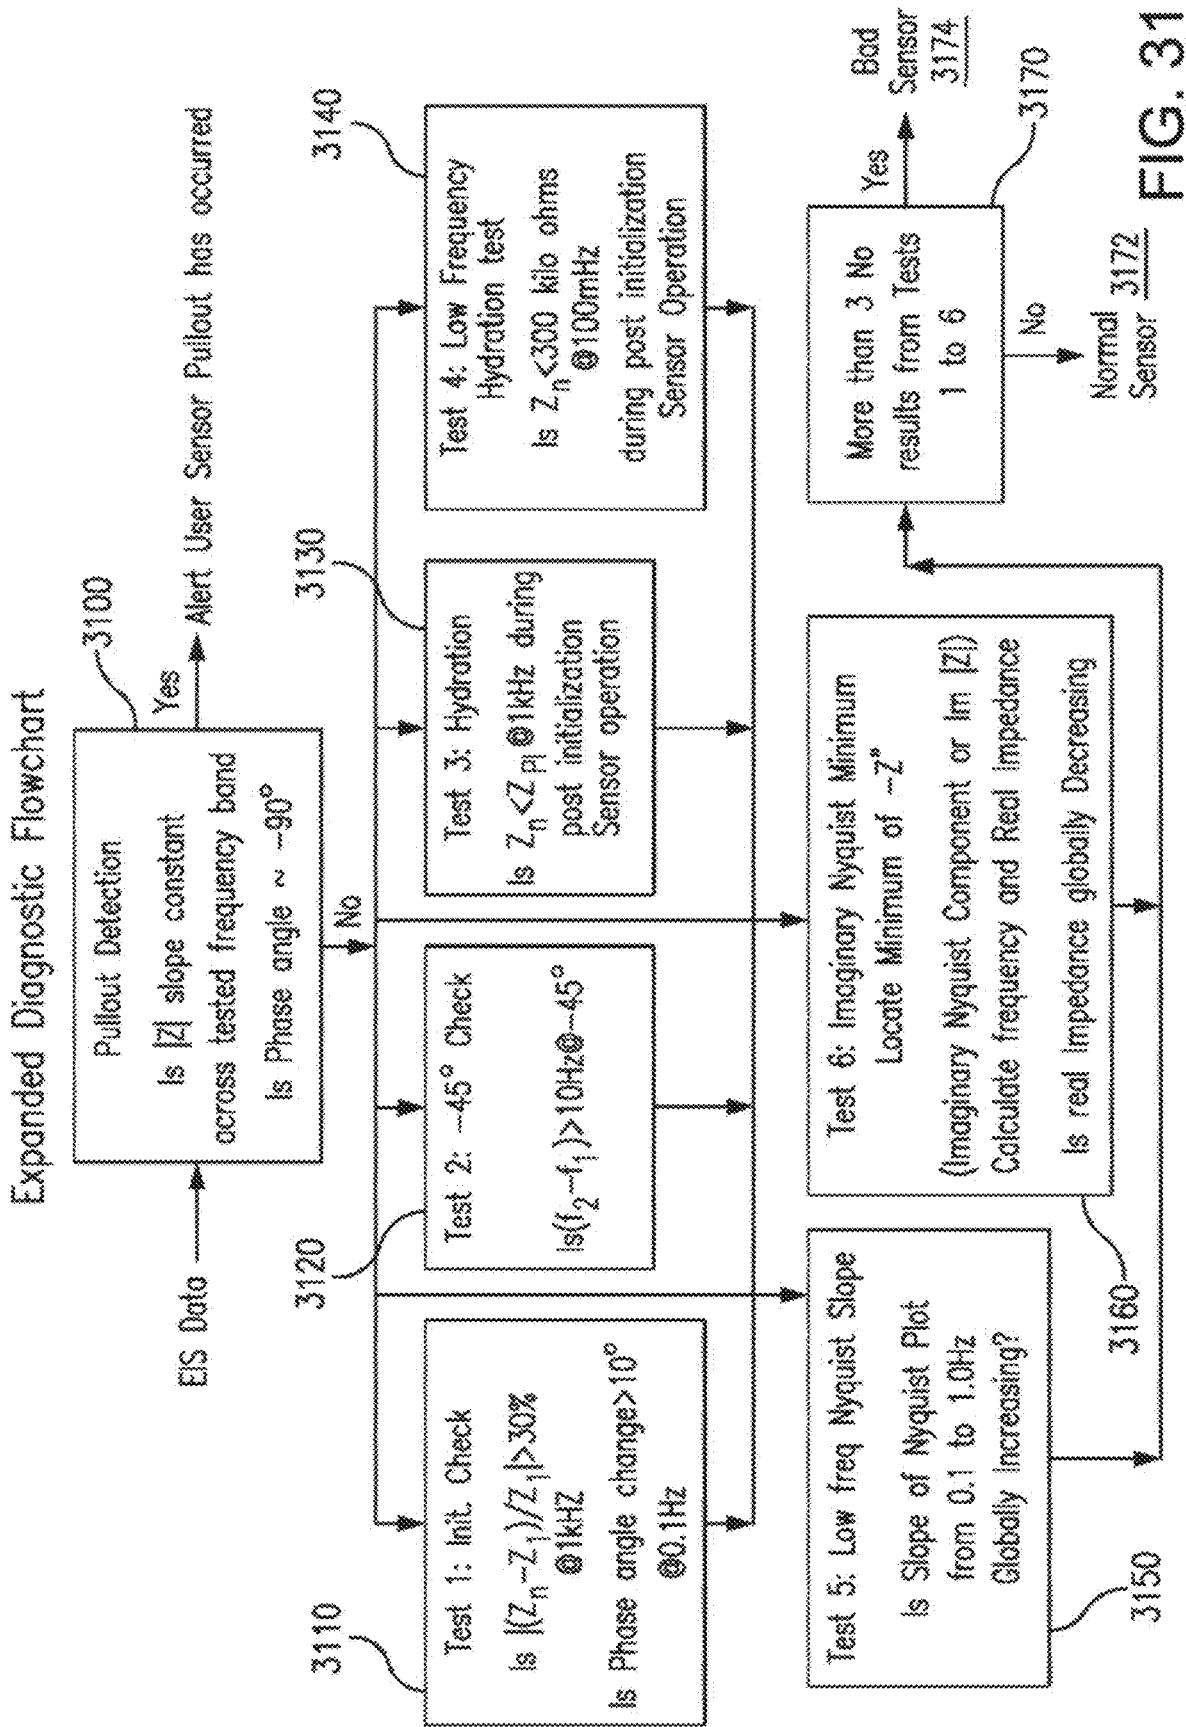 Expanded Diagnostic Flowchart
EIS Data
Pullout Detection
Is |Z| slope constant
across tested frequency band
Is Phase angle ~ –90°
3100
Yes
Alert User Sensor Pullout has occurred
No
3110
Test 1: Init. Check
Is |(Zn–Z1)/Z1|>30%
@1kHZ
Is Phase angle change>10°
@0.1Hz
3120
Test 2: –45° Check
Is(f2–f1)>10Hz@–45°
3130
Test 3: Hydration
Is Zn<ZPI@1kHz during
post initialization
Sensor operation
3140
Test 4: Low Frequency
Hydration test
Is Zn<300 kilo ohms
@100mHz
during post initialization
Sensor Operation
Test 5: Low freq Nyquist Slope
Is Slope of Nyquist Plot
from 0.1 to 1.0Hz
Globally Increasing?
3150
Test 6: Imaginary Nyquist Minimum
Locate Minimum of –Z"
(Imaginary Nyquist Component or Im |Z|)
Calculate frequency and Real Impedance
Is real Impedance globally Decreasing
3160
More than 3 No
results from Tests
1 to 6
3170
Yes
Bad
Sensor
3174
No
Normal
Sensor 3172
FIG. 31